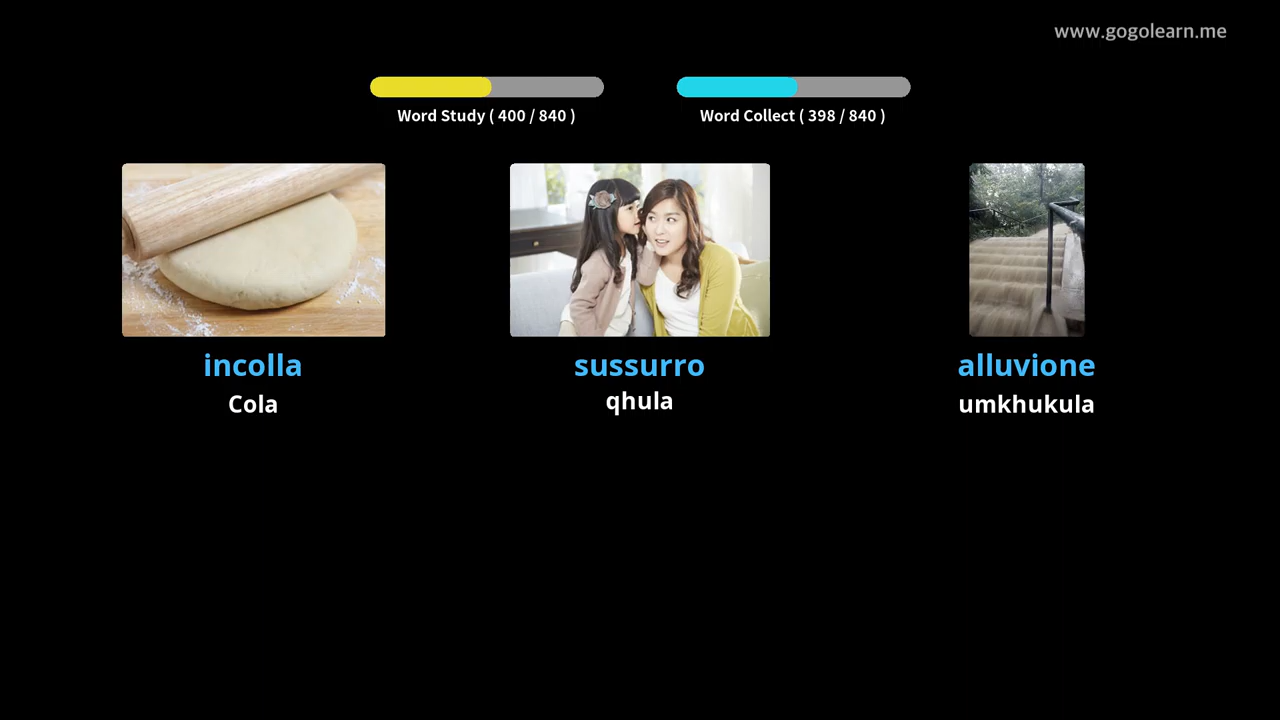 www.gogolearn.me
Word Study ( 400 / 840 )
Word Collect ( 398 / 840 )
incolla
Cola
sussurro
qhula
alluvione
umkhukula